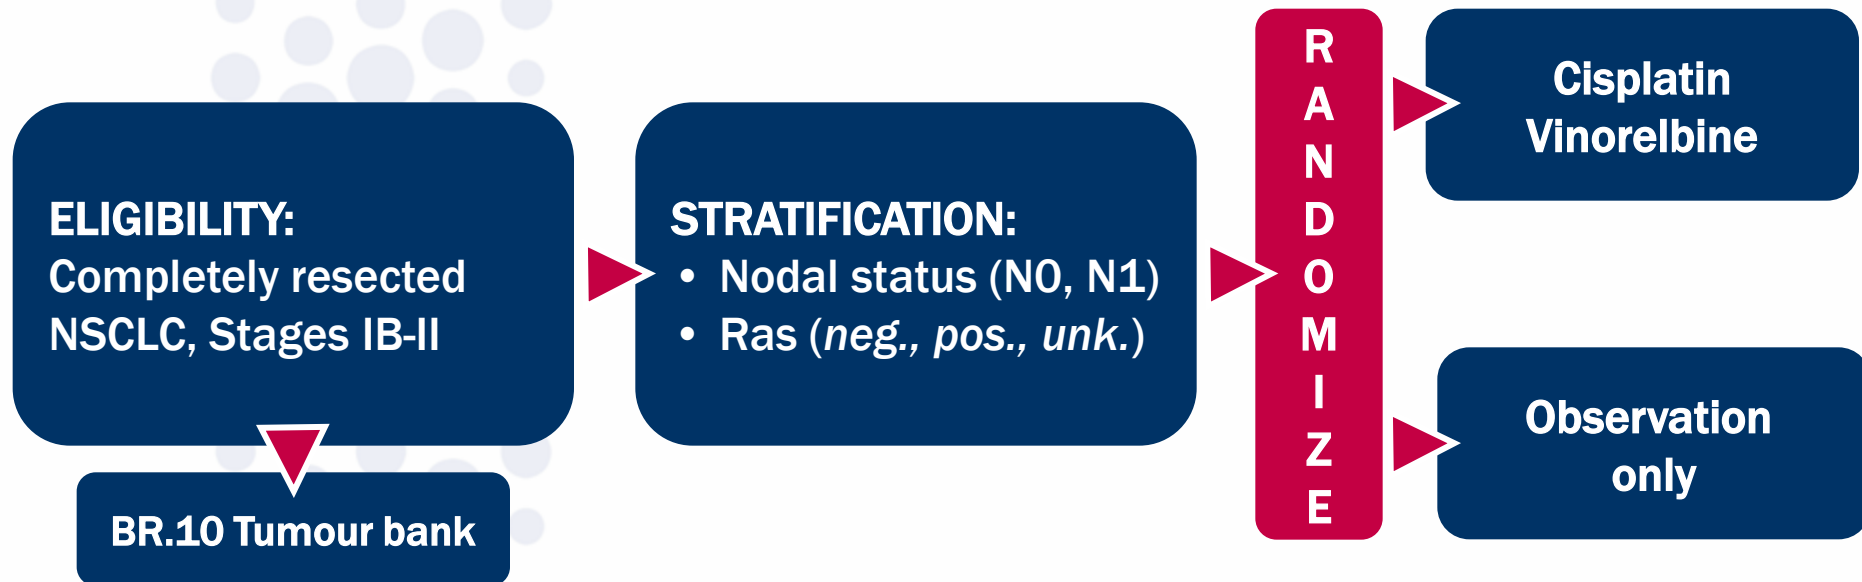 ELIGIBILITY:
Completely resected
NSCLC, Stages IB-II
BR.10 Tumour bank
STRATIFICATION:
• Nodal status (N0, N1)
• Ras (neg., pos., unk.)
R
A
N
D
O
M
I
Z
E
Cisplatin
Vinorelbine
Observation
only